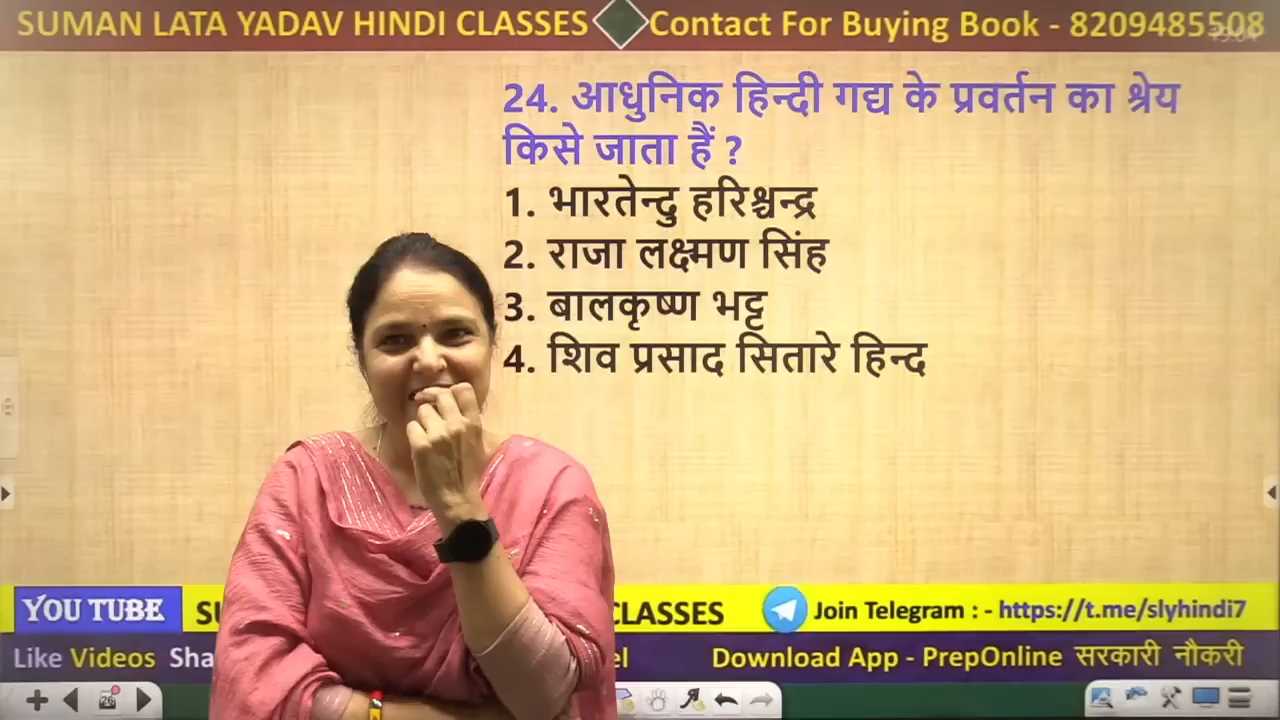 SUMAN LATA YADAV HINDI CLASSES Contact For Buying Book - 8209485508
24. आधुनिक हिन्दी गद्य के प्रवर्तन का श्रेय
किसे जाता हैं ?
1. भारतेन्दु हरिश्चन्द्र
2. राजा लक्ष्मण सिंह
3. बालकृष्ण भट्ट
4. शिव प्रसाद सितारे हिन्द
YOU TUBE CLASSES Join Telegram : - https://t.me/slyhindi7
Like Videos Download App - PrepOnline सरकारी नौकरी
26